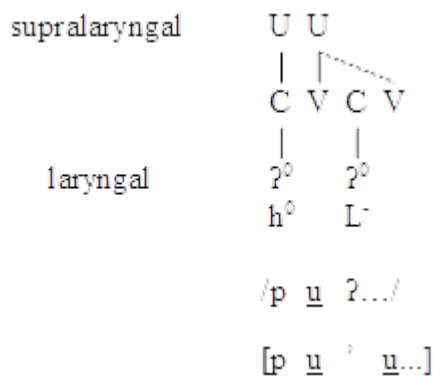 supralaryngal U U
C V C V
laryngal ʔ⁰ ʔ⁰
h⁰ L⁻
/p u ʔ…/
[p u ˀ u...]